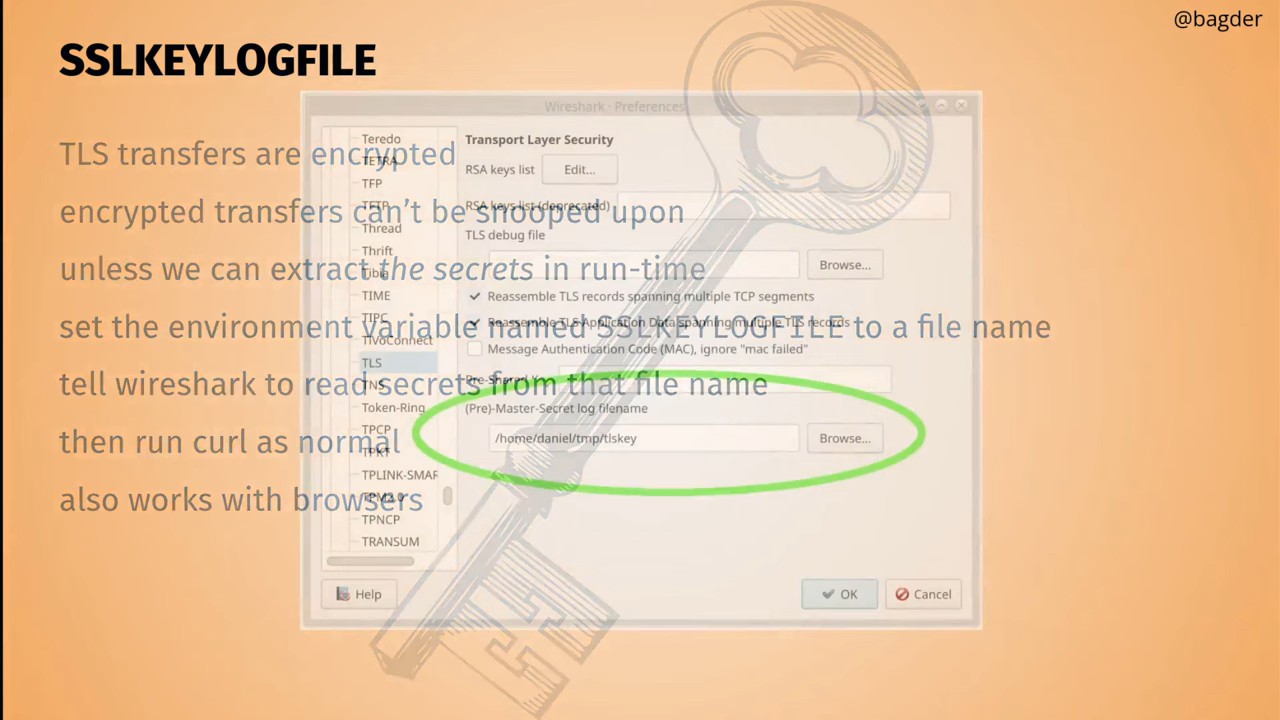 @bagder
SSLKEYLOGFILE
TLS transfers are encrypted
encrypted transfers can't be snooped upon
unless we can extract the secrets in run-time
set the environment variable named SSLKEYLOGFILE to a file name
tell wireshark to read secrets from that file name
then run curl as normal
also works with browsers
Wireshark · Preferences
Teredo
TETRA
TFP
TFTP
Thread
Thrift
Tibia
TIME
TIPC
TiVoConnect
TLS
TNS
Token-Ring
TPCP
TPKT
TPLINK-SMAR
TPM2.0
TPNCP
TRANSUM
Transport Layer Security
RSA keys list
Edit...
RSA keys list (deprecated)
TLS debug file
Browse...
Reassemble TLS records spanning multiple TCP segments
Reassemble TLS Application Data spanning multiple TLS records
Message Authentication Code (MAC), ignore "mac failed"
Pre-Shared
(Pre)-Master-Secret log filename
/home/daniel/tmp/tlskey
Browse...
Help
OK
Cancel